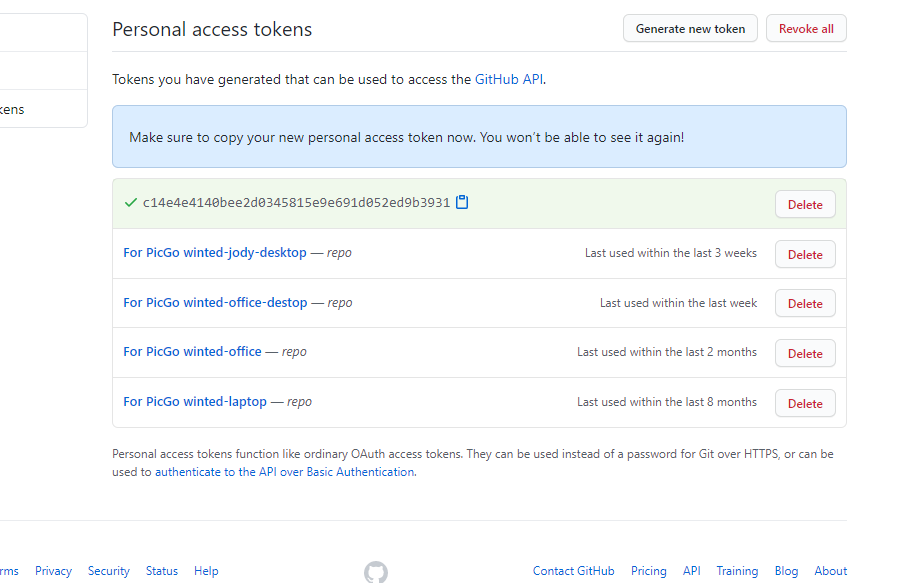 Personal access tokens
Generate new token
Revoke all
kens
Tokens you have generated that can be used to access the GitHub API.
Make sure to copy your new personal access token now. You won't be able to see it again!
c14e4e4140bee2d0345815e9e691d052ed9b3931 Delete
For PicGo winted-jody-desktop — repo Last used within the last 3 weeks Delete
For PicGo winted-office-destop — repo Last used within the last week Delete
For PicGo winted-office — repo Last used within the last 2 months Delete
For PicGo winted-laptop — repo Last used within the last 8 months Delete
Personal access tokens function like ordinary OAuth access tokens. They can be used instead of a password for Git over HTTPS, or can be
used to authenticate to the API over Basic Authentication.
rms Privacy Security Status Help Contact GitHub Pricing API Training Blog About